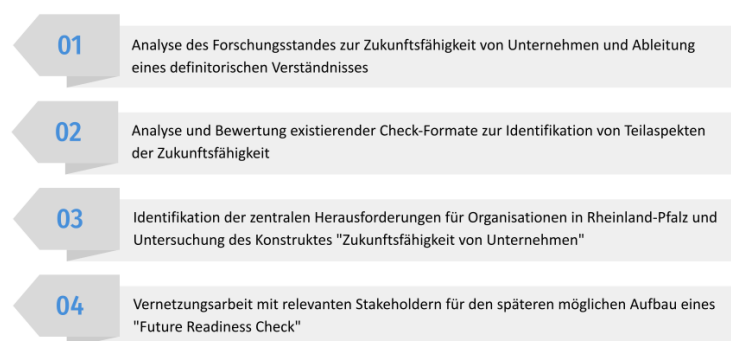 01
Analyse des Forschungsstandes zur Zukunftsfähigkeit von Unternehmen und Ableitung
eines definitorischen Verständnisses
02
Analyse und Bewertung existierender Check-Formate zur Identifikation von Teilaspekten
der Zukunftsfähigkeit
03
Identifikation der zentralen Herausforderungen für Organisationen in Rheinland-Pfalz und
Untersuchung des Konstruktes "Zukunftsfähigkeit von Unternehmen"
04
Vernetzungsarbeit mit relevanten Stakeholdern für den späteren möglichen Aufbau eines
"Future Readiness Check"